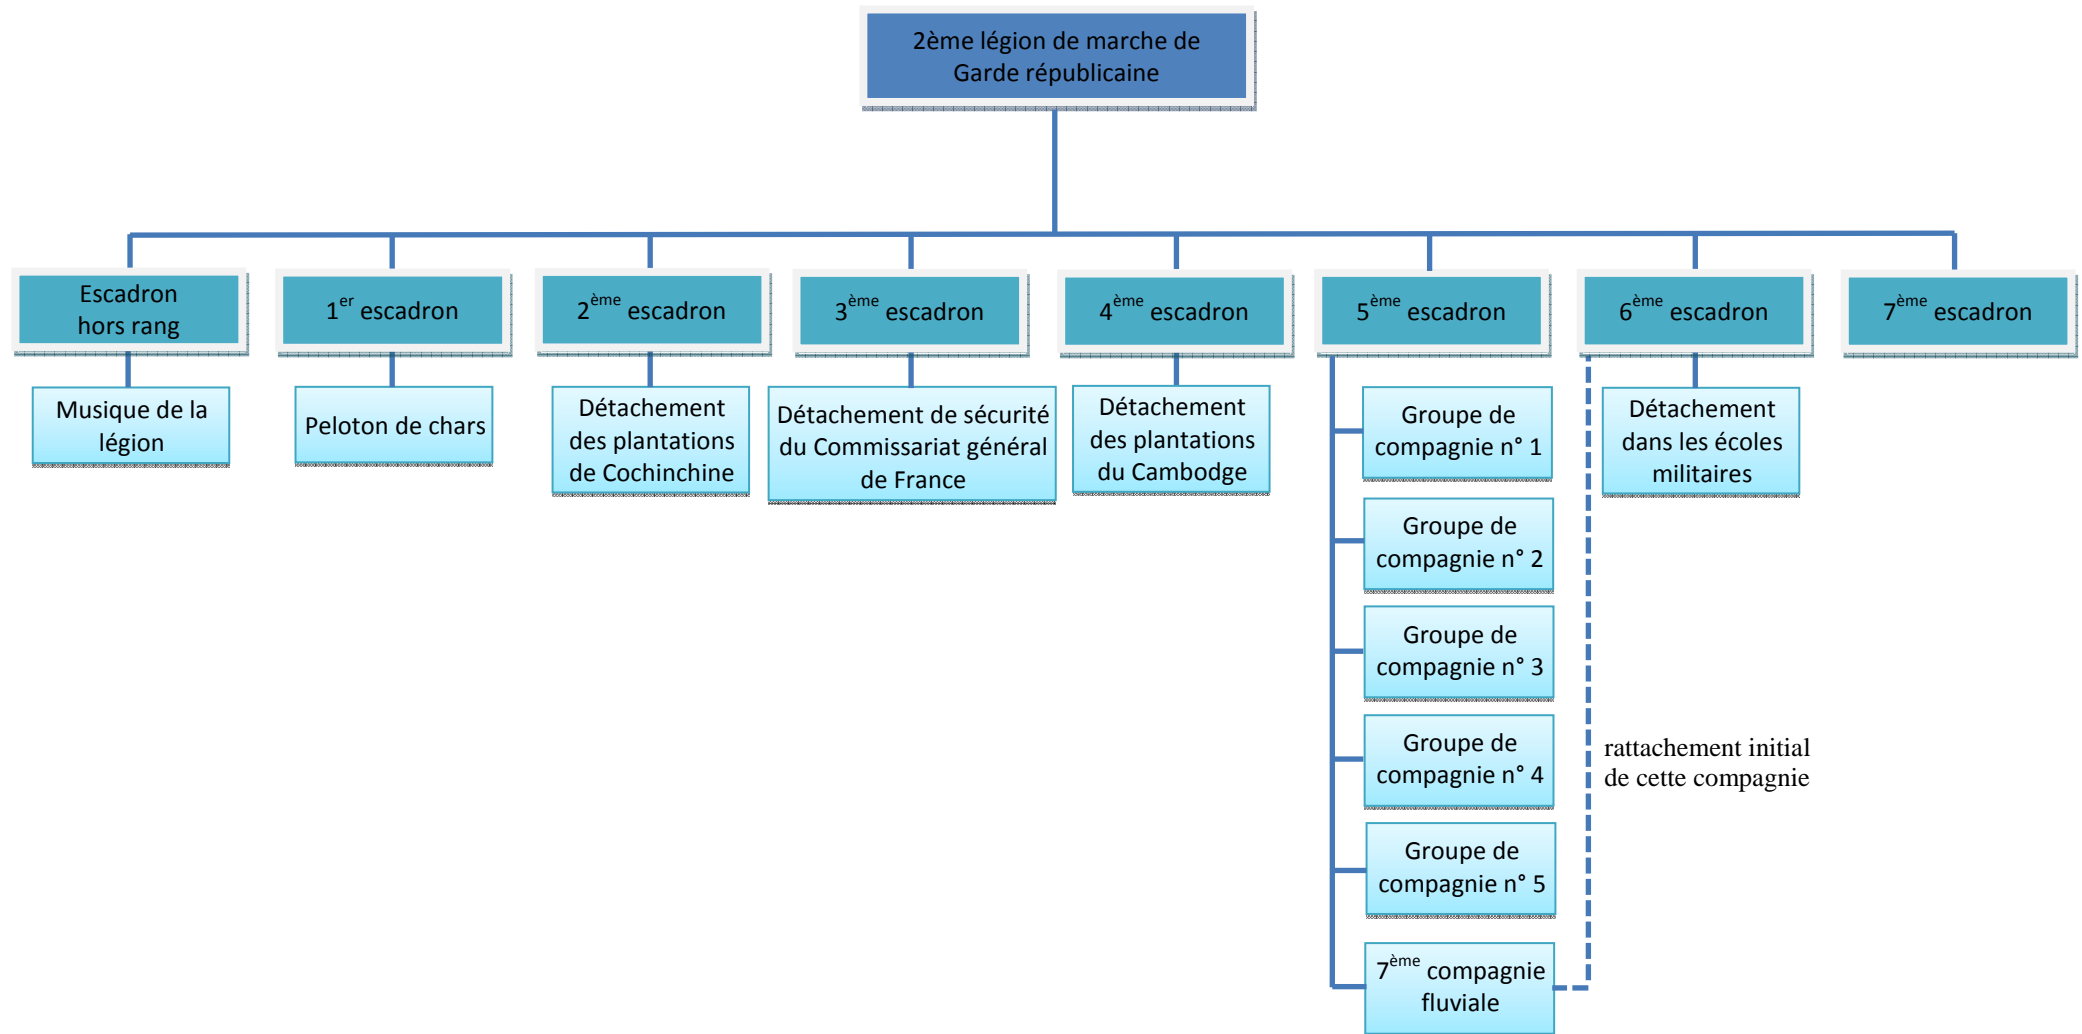 2ème légion de marche de
Garde républicaine
Escadron
hors rang
1er escadron
2ème escadron
3ème escadron
4ème escadron
5ème escadron
6ème escadron
7ème escadron
Musique de la
légion
Peloton de chars
Détachement
des plantations
de Cochinchine
Détachement de sécurité
du Commissariat général
de France
Détachement
des plantations
du Cambodge
Groupe de
compagnie n° 1
Groupe de
compagnie n° 2
Groupe de
compagnie n° 3
Groupe de
compagnie n° 4
Groupe de
compagnie n° 5
7ème compagnie
fluviale
Détachement
dans les écoles
militaires
rattachement initial
de cette compagnie